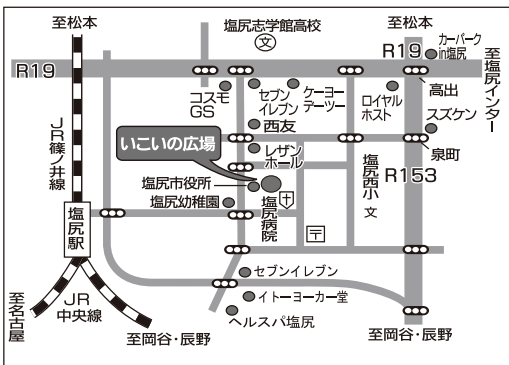 至松本
塩尻志学館高校
文
至松本
カーパーク
in塩尻
R19
R19
至塩尻インター
コスモ
GS
セブン
イレブン
ケーヨー
デーツー
ロイヤル
ホスト
高出
スズケン
西友
JR篠ノ井線
いこいの広場
レザン
ホール
泉町
塩尻市役所
塩尻西小
文
R153
塩尻幼稚園
塩尻病院
〒
塩尻駅
セブンイレブン
イトーヨーカー堂
ヘルスパ塩尻
至名古屋
JR
中央線
至岡谷・辰野
至岡谷・辰野